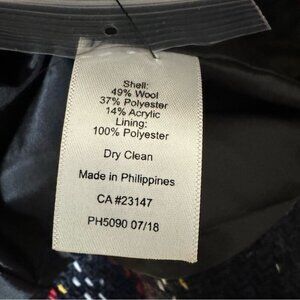 Shell:
49% Wool
37% Polyester
14% Acrylic
Lining:
100% Polyester
Dry Clean
Made in Philippines
CA #23147
PH5090 07/18